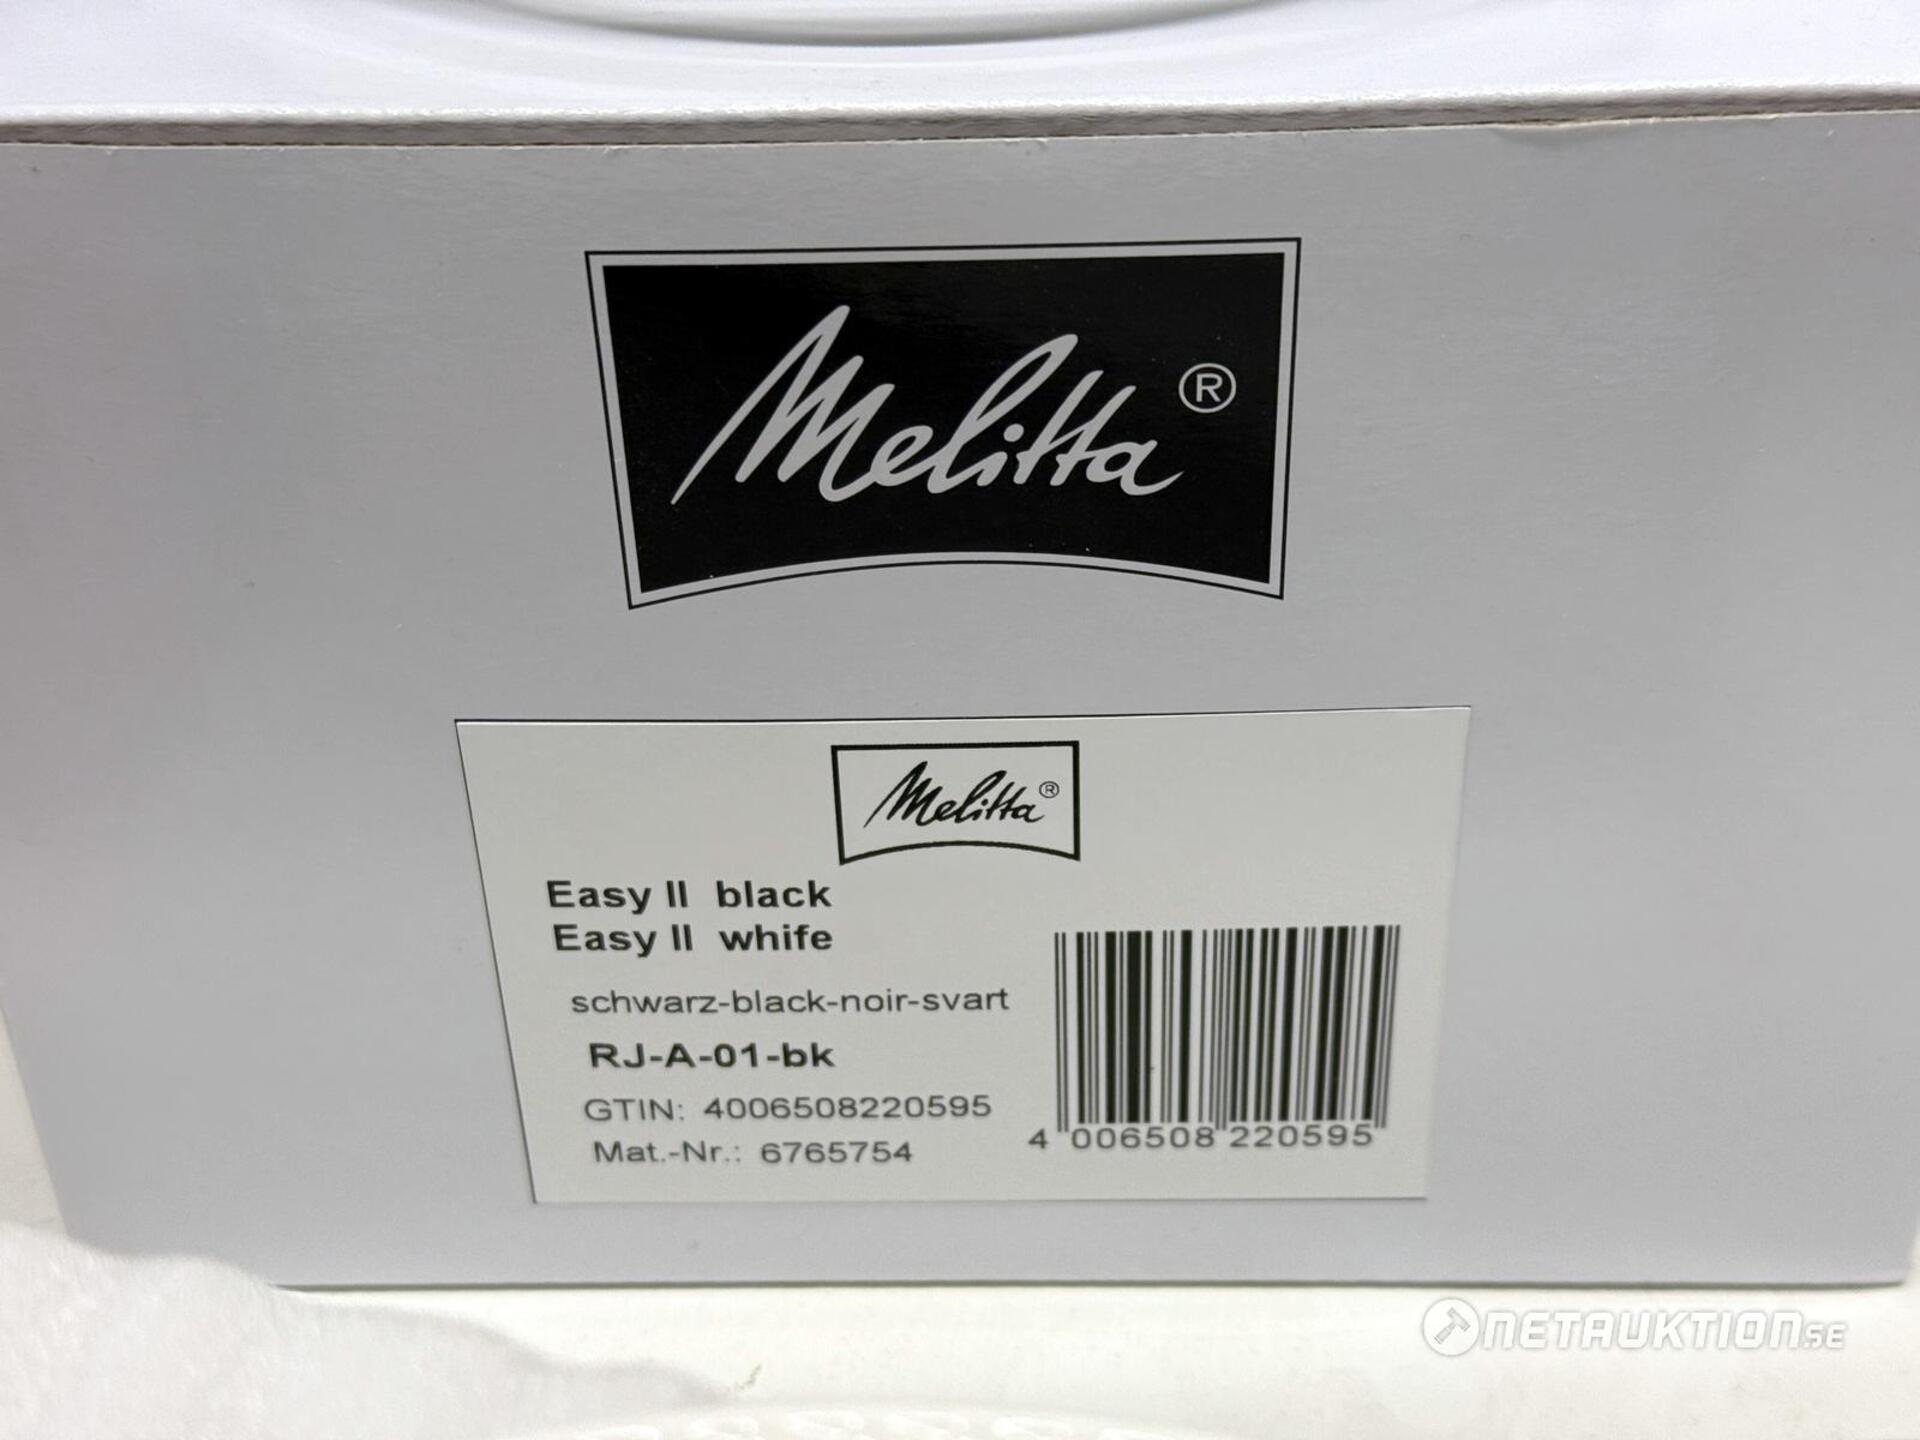 Melitta®
Melitta®
Easy II black
Easy II whife
schwarz-black-noir-svart
RJ-A-01-bk
GTIN: 4006508220595
Mat.-Nr.: 6765754
4 006508 220595
NETAUKTION.SE